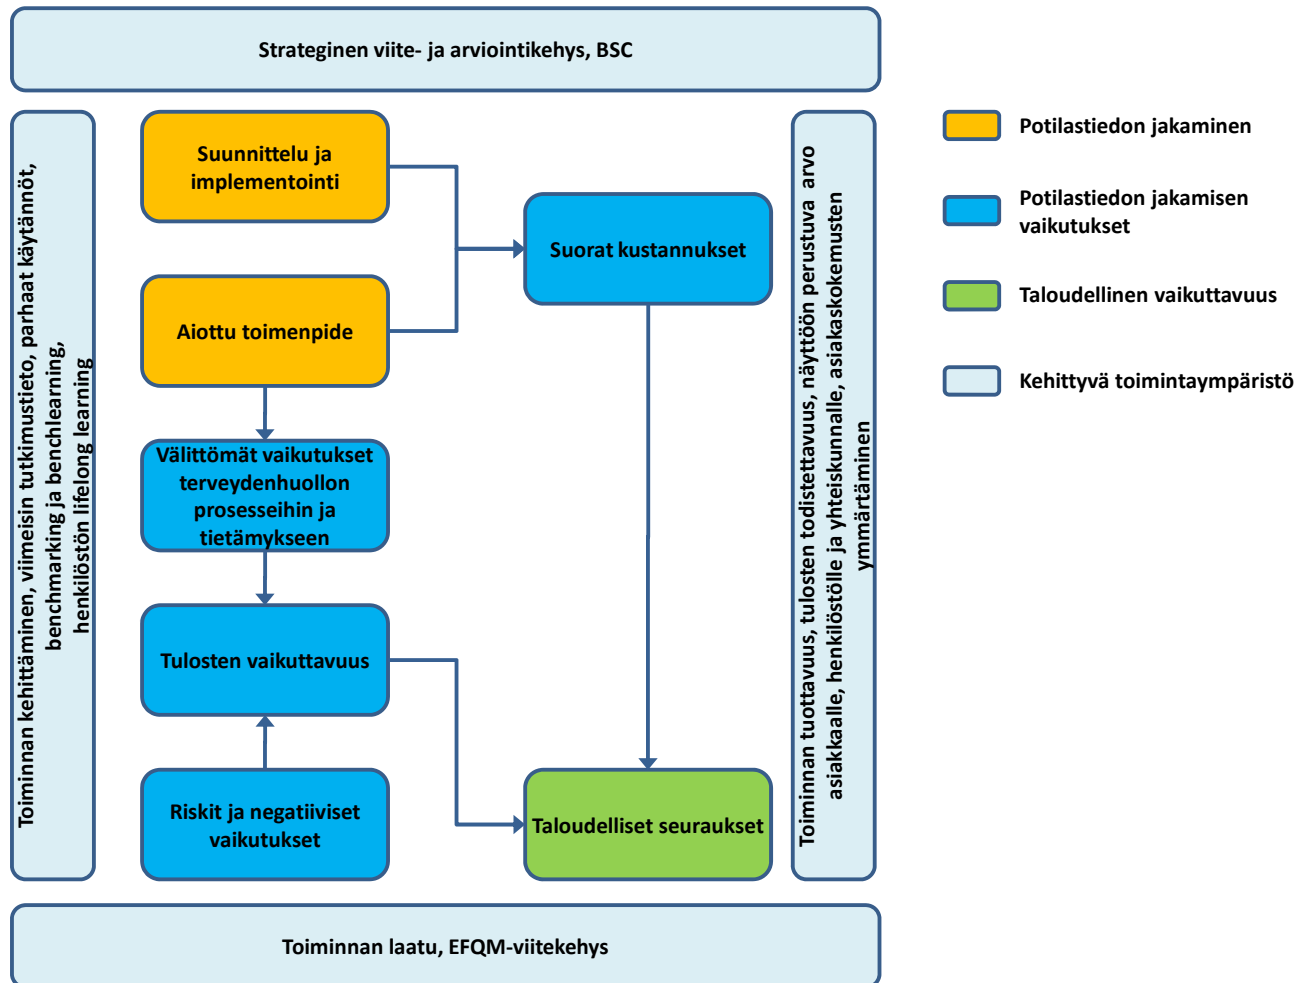 Strateginen viite- ja arviointikehys, BSC
Toiminnan kehittäminen, viimeisin tutkimustieto, parhaat käytännöt,
benchmarking ja benchlearning,
henkilöstön lifelong learning
Suunnittelu ja
implementointi
Aiottu toimenpide
Välittömät vaikutukset
terveydenhuollon
prosesseihin ja
tietämykseen
Tulosten vaikuttavuus
Riskit ja negatiiviset
vaikutukset
Suorat kustannukset
Taloudelliset seuraukset
Toiminnan tuottavuus, tulosten todistettavuus, näyttöön perustuva arvo
asiakkaalle, henkilöstölle ja yhteiskunnalle, asiakaskokemusten
ymmärtäminen
Potilastiedon jakaminen
Potilastiedon jakamisen
vaikutukset
Taloudellinen vaikuttavuus
Kehittyvä toimintaympäristö
Toiminnan laatu, EFQM-viitekehys